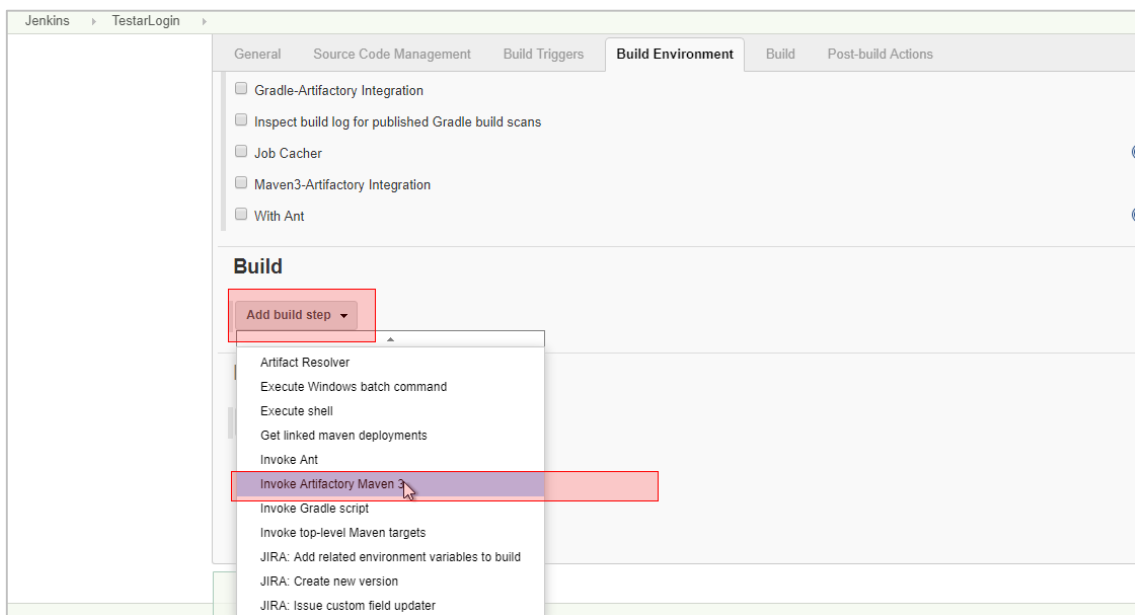 Jenkins TestarLogin
General Source Code Management Build Triggers Build Environment Build Post-build Actions
Gradle-Artifactory Integration
Inspect build log for published Gradle build scans
Job Cacher
Maven3-Artifactory Integration
With Ant
Build
Add build step
Artifact Resolver
Execute Windows batch command
Execute shell
Get linked maven deployments
Invoke Ant
Invoke Artifactory Maven 3
Invoke Gradle script
Invoke top-level Maven targets
JIRA: Add related environment variables to build
JIRA: Create new version
JIRA: Issue custom field updater